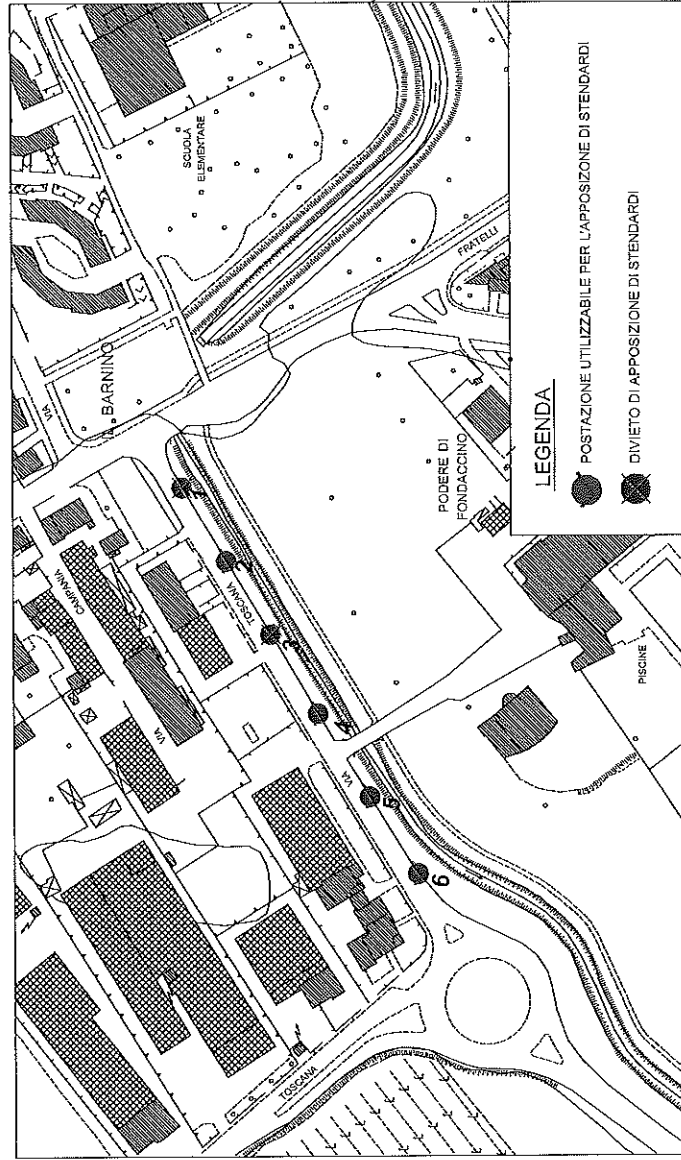 VIA
DI BARNINO
SCUOLA
ELEMENTARE
FRATELLI
CAMPANIA
VIA
TOSCANA
VIA
1
2
3
4
5
6
PODERE DI
FONDACCINO
PISCINE
TOSCANA
LEGENDA
POSTAZIONE UTILIZZABILE PER L'APPOSIZONE DI STENDARDI
DIVIETO DI APPOSIZIONE DI STENDARDI